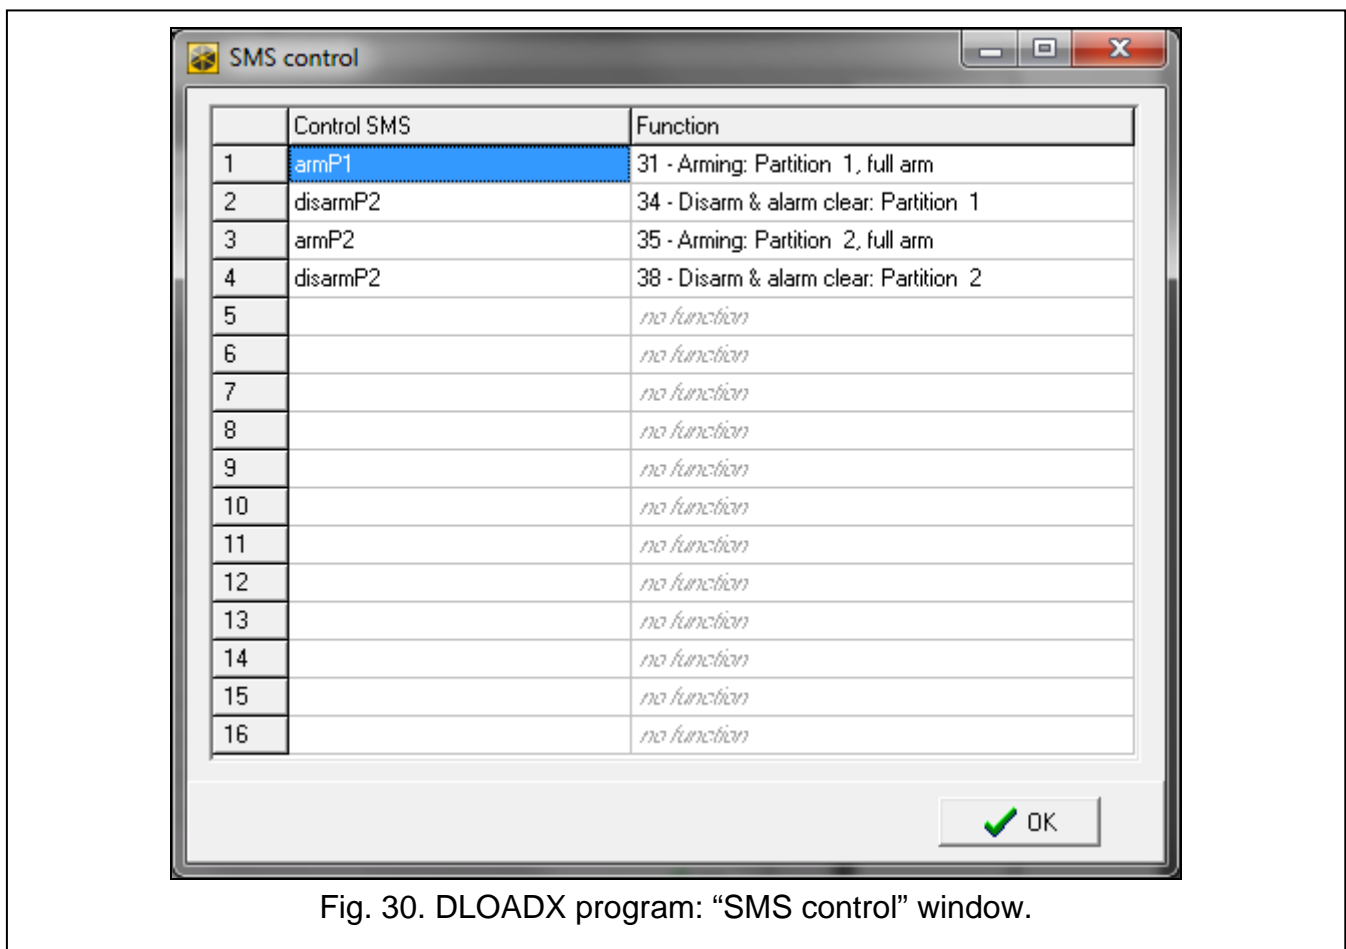 SMS control
Control SMS Function
1 armP1 31 - Arming: Partition 1, full arm
2 disarmP2 34 - Disarm & alarm clear: Partition 1
3 armP2 35 - Arming: Partition 2, full arm
4 disarmP2 38 - Disarm & alarm clear: Partition 2
5 no function
6 no function
7 no function
8 no function
9 no function
10 no function
11 no function
12 no function
13 no function
14 no function
15 no function
16 no function
OK
Fig. 30. DLOADX program: “SMS control” window.